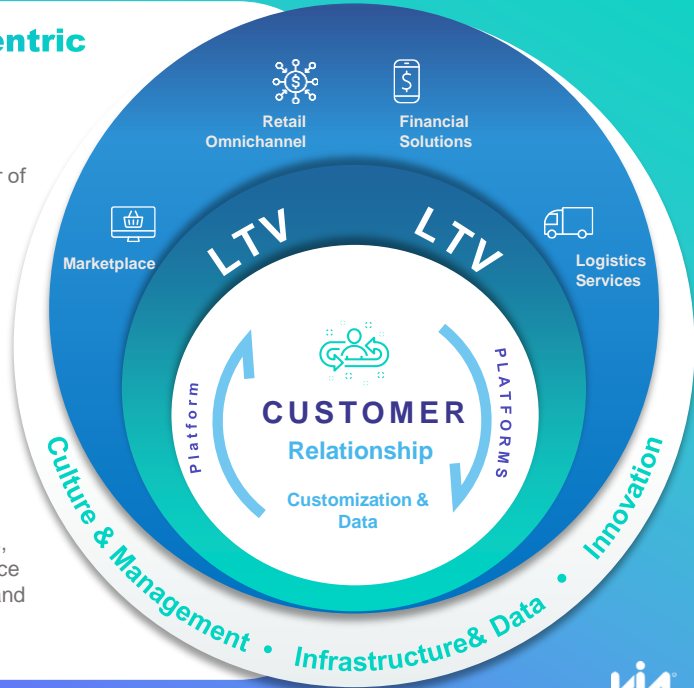 entric
r of
Retail
Omnichannel
Financial
Solutions
Marketplace
Logistics
Services
LTV
LTV
Platform
PLATFORMS
CUSTOMER
Relationship
Customization &
Data
,
ce
and
Culture & Management • Infrastructure& Data • Innovation
via